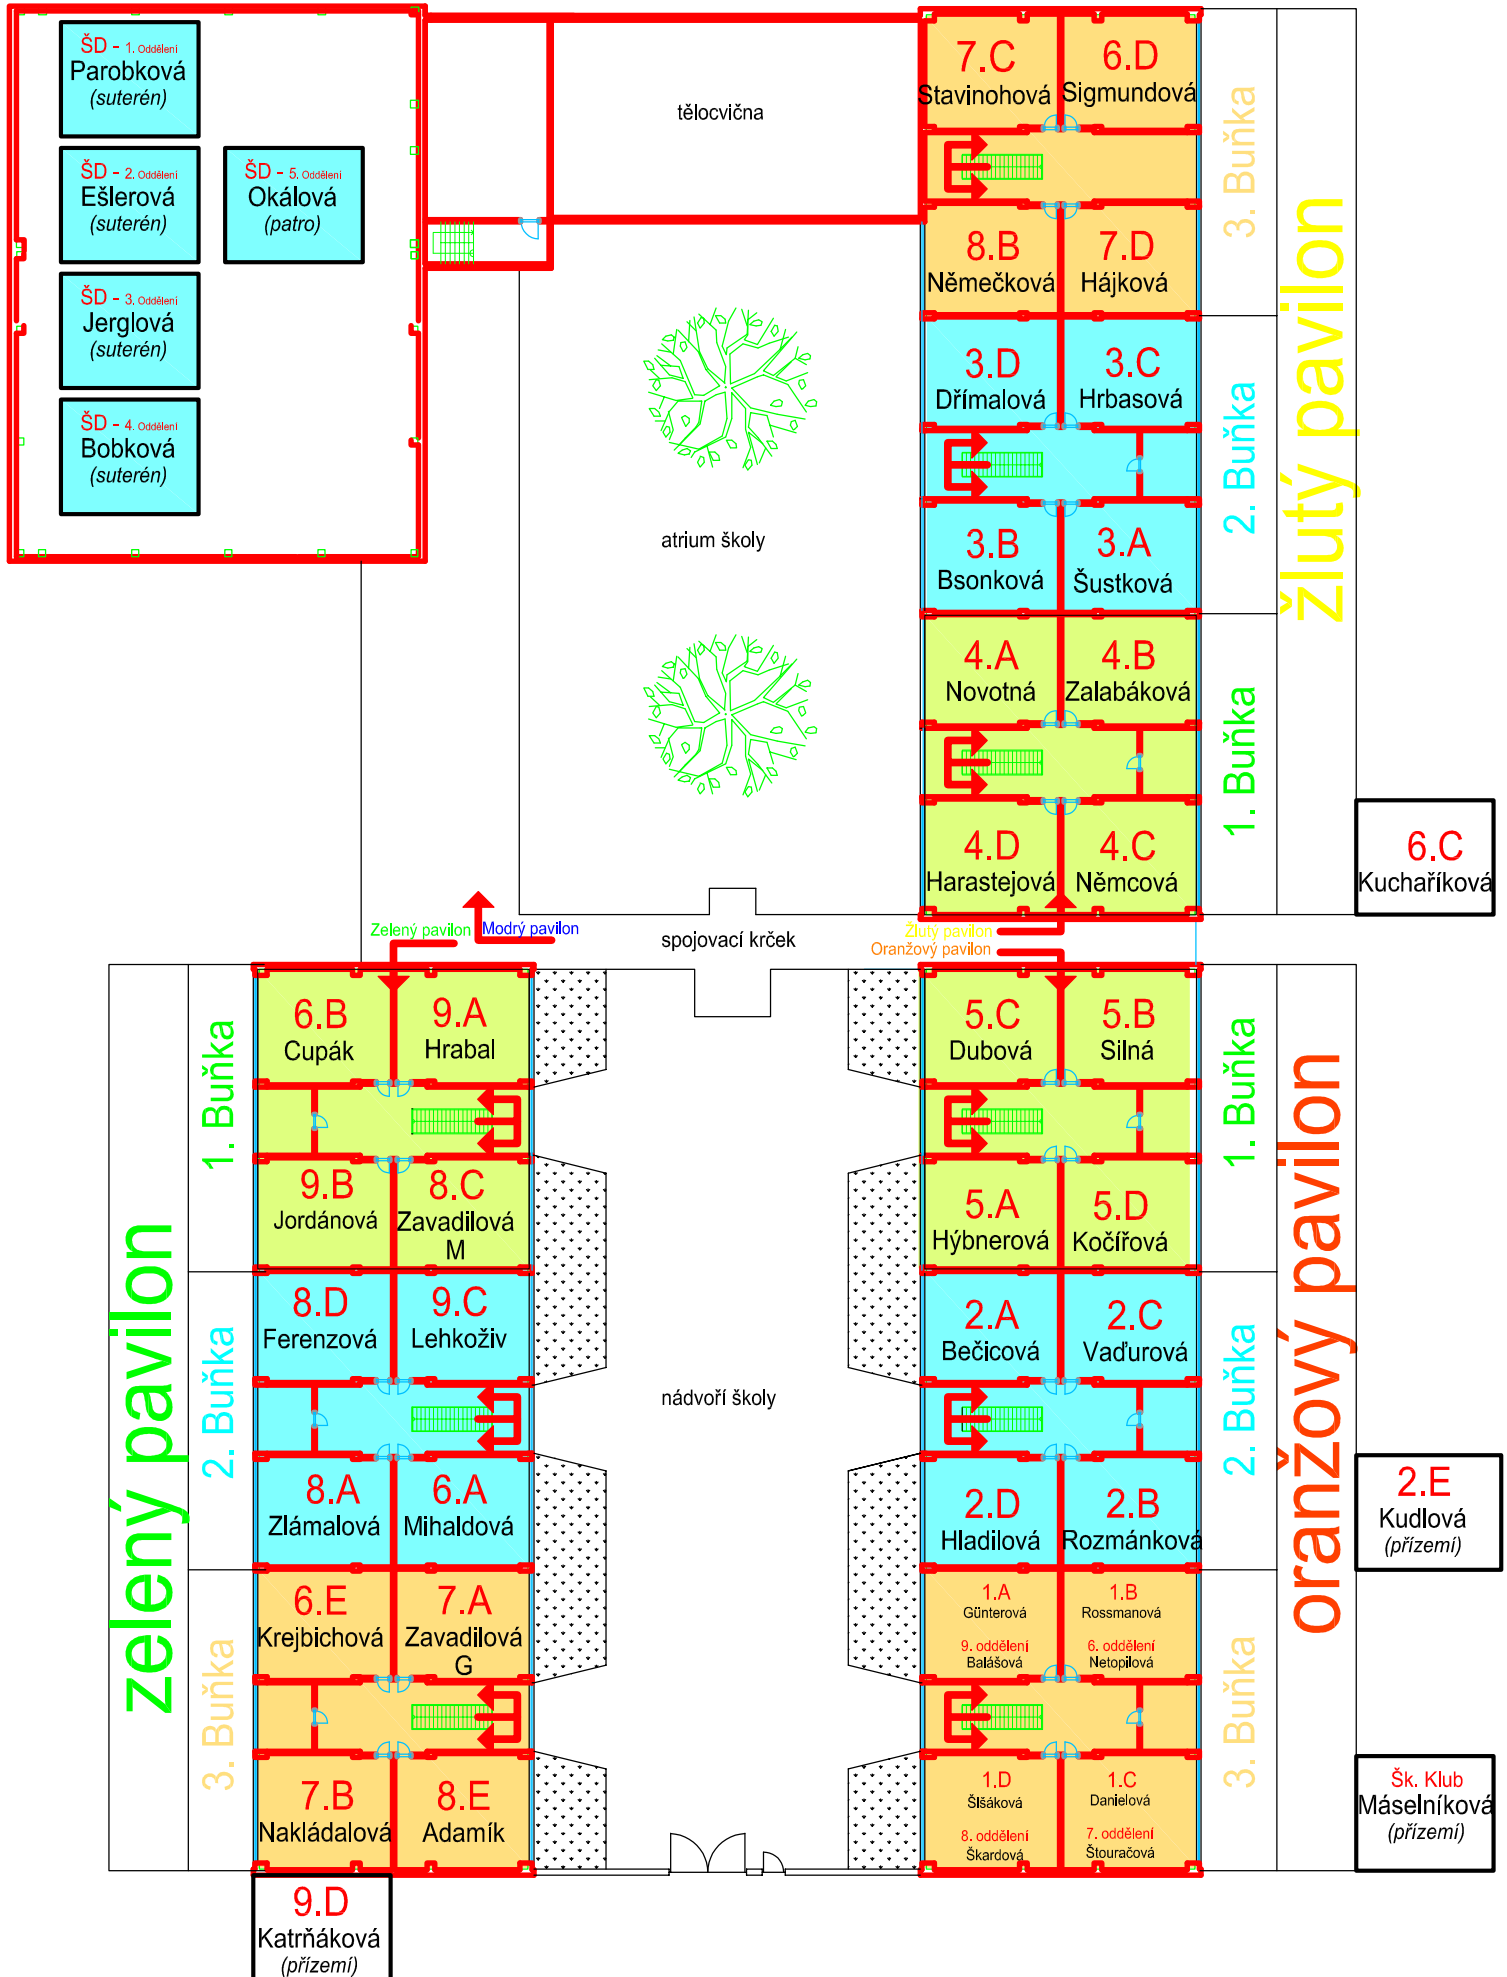 ŠD - 1. Oddělení
Parobková
(suterén)
ŠD - 2. Oddělení
Ešlerová
(suterén)
ŠD - 5. Oddělení
Okálová
(patro)
ŠD - 3. Oddělení
Jerglová
(suterén)
ŠD - 4. Oddělení
Bobková
(suterén)
tělocvična
atrium školy
7.C
Stavinohová
6.D
Sigmundová
8.B
Němečková
7.D
Hájková
3. Buňka
3.D
Dřímalová
3.C
Hrbasová
3.B
Bsonková
3.A
Šustková
2. Buňka
4.A
Novotná
4.B
Zalabáková
4.D
Harastejová
4.C
Němcová
1. Buňka
žlutý pavilon
6.C
Kuchaříková
Zelený pavilon
Modrý pavilon
spojovací krček
Žlutý pavilon
Oranžový pavilon
zelený pavilon
1. Buňka
6.B
Cupák
9.A
Hrabal
9.B
Jordánová
8.C
Zavadilová
M
2. Buňka
8.D
Ferenzová
9.C
Lehkoživ
8.A
Zlámalová
6.A
Mihaldová
3. Buňka
6.E
Krejbichová
7.A
Zavadilová
G
7.B
Nakládalová
8.E
Adamík
9.D
Katrňáková
(přízemí)
nádvoří školy
5.C
Dubová
5.B
Silná
5.A
Hýbnerová
5.D
Kočířová
1. Buňka
2.A
Bečicová
2.C
Vaďurová
2.D
Hladilová
2.B
Rozmánková
2. Buňka
1.A
Günterová
9. oddělení
Balášová
1.B
Rossmanová
6. oddělení
Netopilová
1.D
Šlšáková
8. oddělení
Škardová
1.C
Danielová
7. oddělení
Štouračová
3. Buňka
oranžový pavilon
2.E
Kudlová
(přízemí)
Šk. Klub
Máselníková
(přízemí)